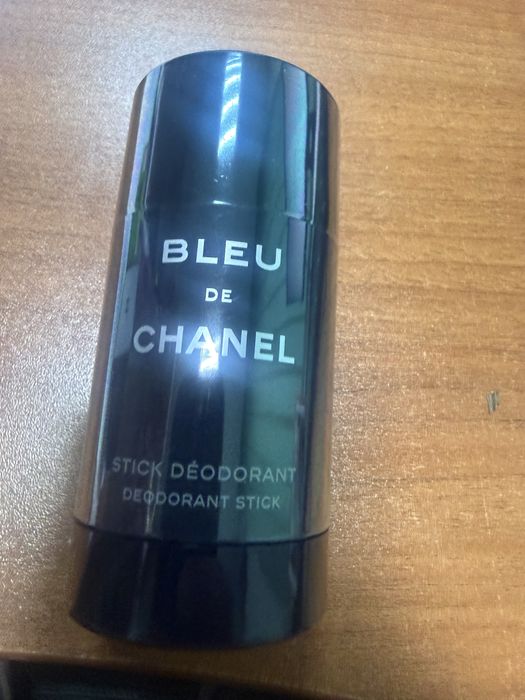 BLEU
DE
CHANEL
STICK DÉODORANT
DEODORANT STICK